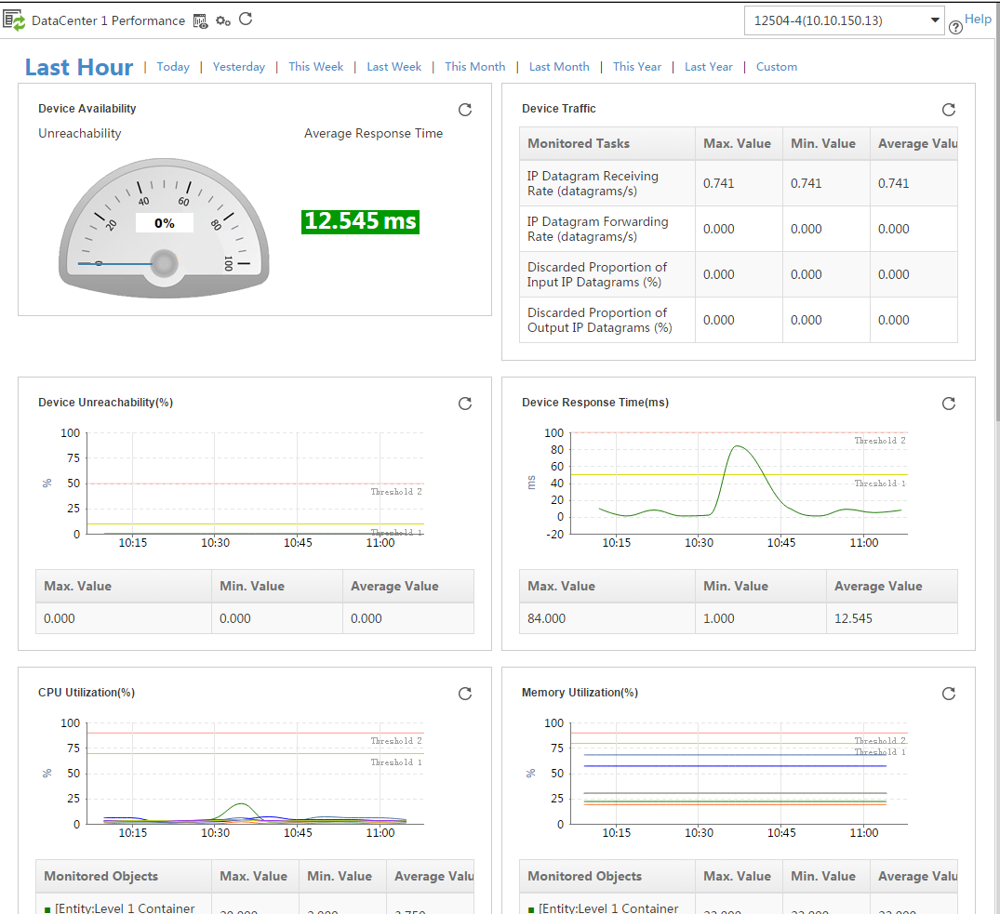 DataCenter 1 Performance
12504-4(10.10.150.13)
Help
Last Hour | Today | Yesterday | This Week | Last Week | This Month | Last Month | This Year | Last Year | Custom
Device Availability
Unreachability
Average Response Time
0
20
40
60
80
100
0%
12.545 ms
Device Traffic
Monitored Tasks Max. Value Min. Value Average Valu
IP Datagram Receiving
Rate (datagrams/s) 0.741 0.741 0.741
IP Datagram Forwarding
Rate (datagrams/s) 0.000 0.000 0.000
Discarded Proportion of
Input IP Datagrams (%) 0.000 0.000 0.000
Discarded Proportion of
Output IP Datagrams (%) 0.000 0.000 0.000
Device Unreachability(%)
100
75
50
25
0
%
Threshold 2
Threshold 1
10:15 10:30 10:45 11:00
Max. Value Min. Value Average Value
0.000 0.000 0.000
Device Response Time(ms)
100
80
60
40
20
0
-20
ms
Threshold 2
Threshold 1
10:15 10:30 10:45 11:00
Max. Value Min. Value Average Value
84.000 1.000 12.545
CPU Utilization(%)
100
75
50
25
0
%
Threshold 2
Threshold 1
10:15 10:30 10:45 11:00
Monitored Objects Max. Value Min. Value Average Valu
[Entity:Level 1 Container
Memory Utilization(%)
100
75
50
25
0
%
Threshold 2
Threshold 1
10:15 10:30 10:45 11:00
Monitored Objects Max. Value Min. Value Average Valu
[Entity:Level 1 Container